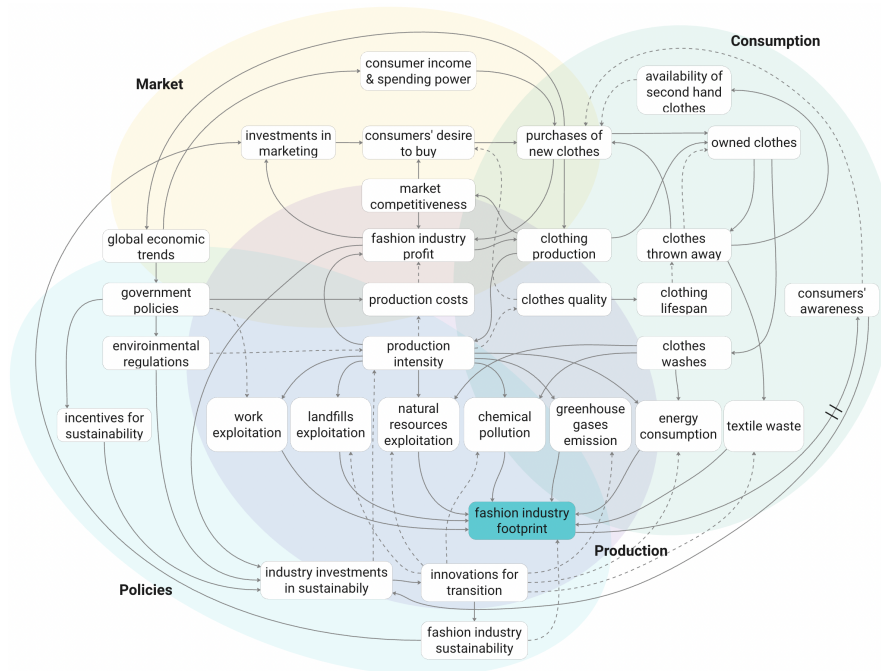 Consumption
Market
consumer income
& spending power
availability of
second hand
clothes
investments in
marketing
consumers' desire
to buy
purchases of
new clothes
owned clothes
market
competitiveness
global economic
trends
fashion industry
profit
clothing
production
clothes
thrown away
government
policies
production costs
clothes quality
clothing
lifespan
consumers'
awareness
enviroinmental
regulations
production
intensity
clothes
washes
incentives for
sustainability
work
exploitation
landfills
exploitation
natural
resources
exploitation
chemical
pollution
greenhouse
gases
emission
energy
consumption
textile waste
fashion industry
footprint
Production
Policies
industry investments
in sustainabily
innovations for
transition
fashion industry
sustainability